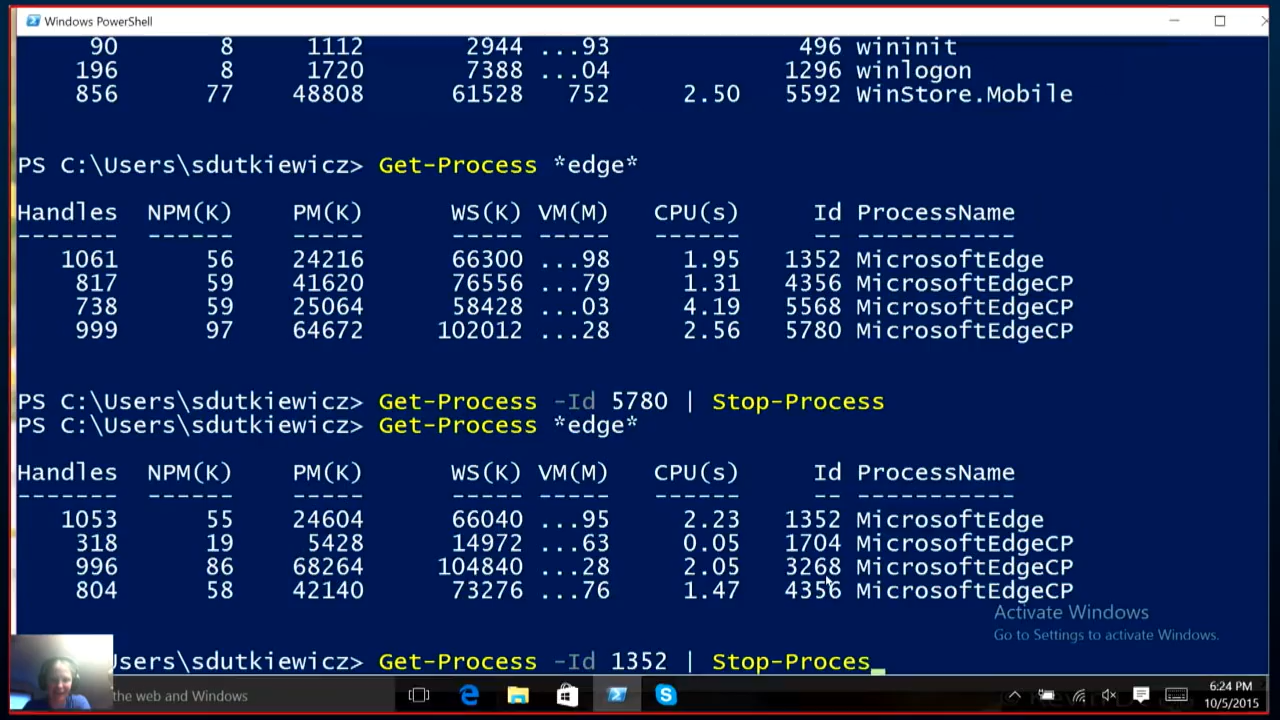 Windows PowerShell
90 8 1112 2944 ...93 496 wininit
196 8 1720 7388 ...04 1296 winlogon
856 77 48808 61528 752 2.50 5592 WinStore.Mobile
PS C:\Users\sdutkiewicz> Get-Process *edge*
Handles NPM(K) PM(K) WS(K) VM(M) CPU(s) Id ProcessName
------- ------ ----- ----- ----- ------ -- -----------
1061 56 24216 66300 ...98 1.95 1352 MicrosoftEdge
817 59 41620 76556 ...79 1.31 4356 MicrosoftEdgeCP
738 59 25064 58428 ...03 4.19 5568 MicrosoftEdgeCP
999 97 64672 102012 ...28 2.56 5780 MicrosoftEdgeCP
PS C:\Users\sdutkiewicz> Get-Process -Id 5780 | Stop-Process
PS C:\Users\sdutkiewicz> Get-Process *edge*
Handles NPM(K) PM(K) WS(K) VM(M) CPU(s) Id ProcessName
------- ------ ----- ----- ----- ------ -- -----------
1053 55 24604 66040 ...95 2.23 1352 MicrosoftEdge
318 19 5428 14972 ...63 0.05 1704 MicrosoftEdgeCP
996 86 68264 104840 ...28 2.05 3268 MicrosoftEdgeCP
804 58 42140 73276 ...76 1.47 4356 MicrosoftEdgeCP
Activate Windows
Go to Settings to activate Windows.
Users\sdutkiewicz> Get-Process -Id 1352 | Stop-Proces_
the web and Windows
6:24 PM
10/5/2015